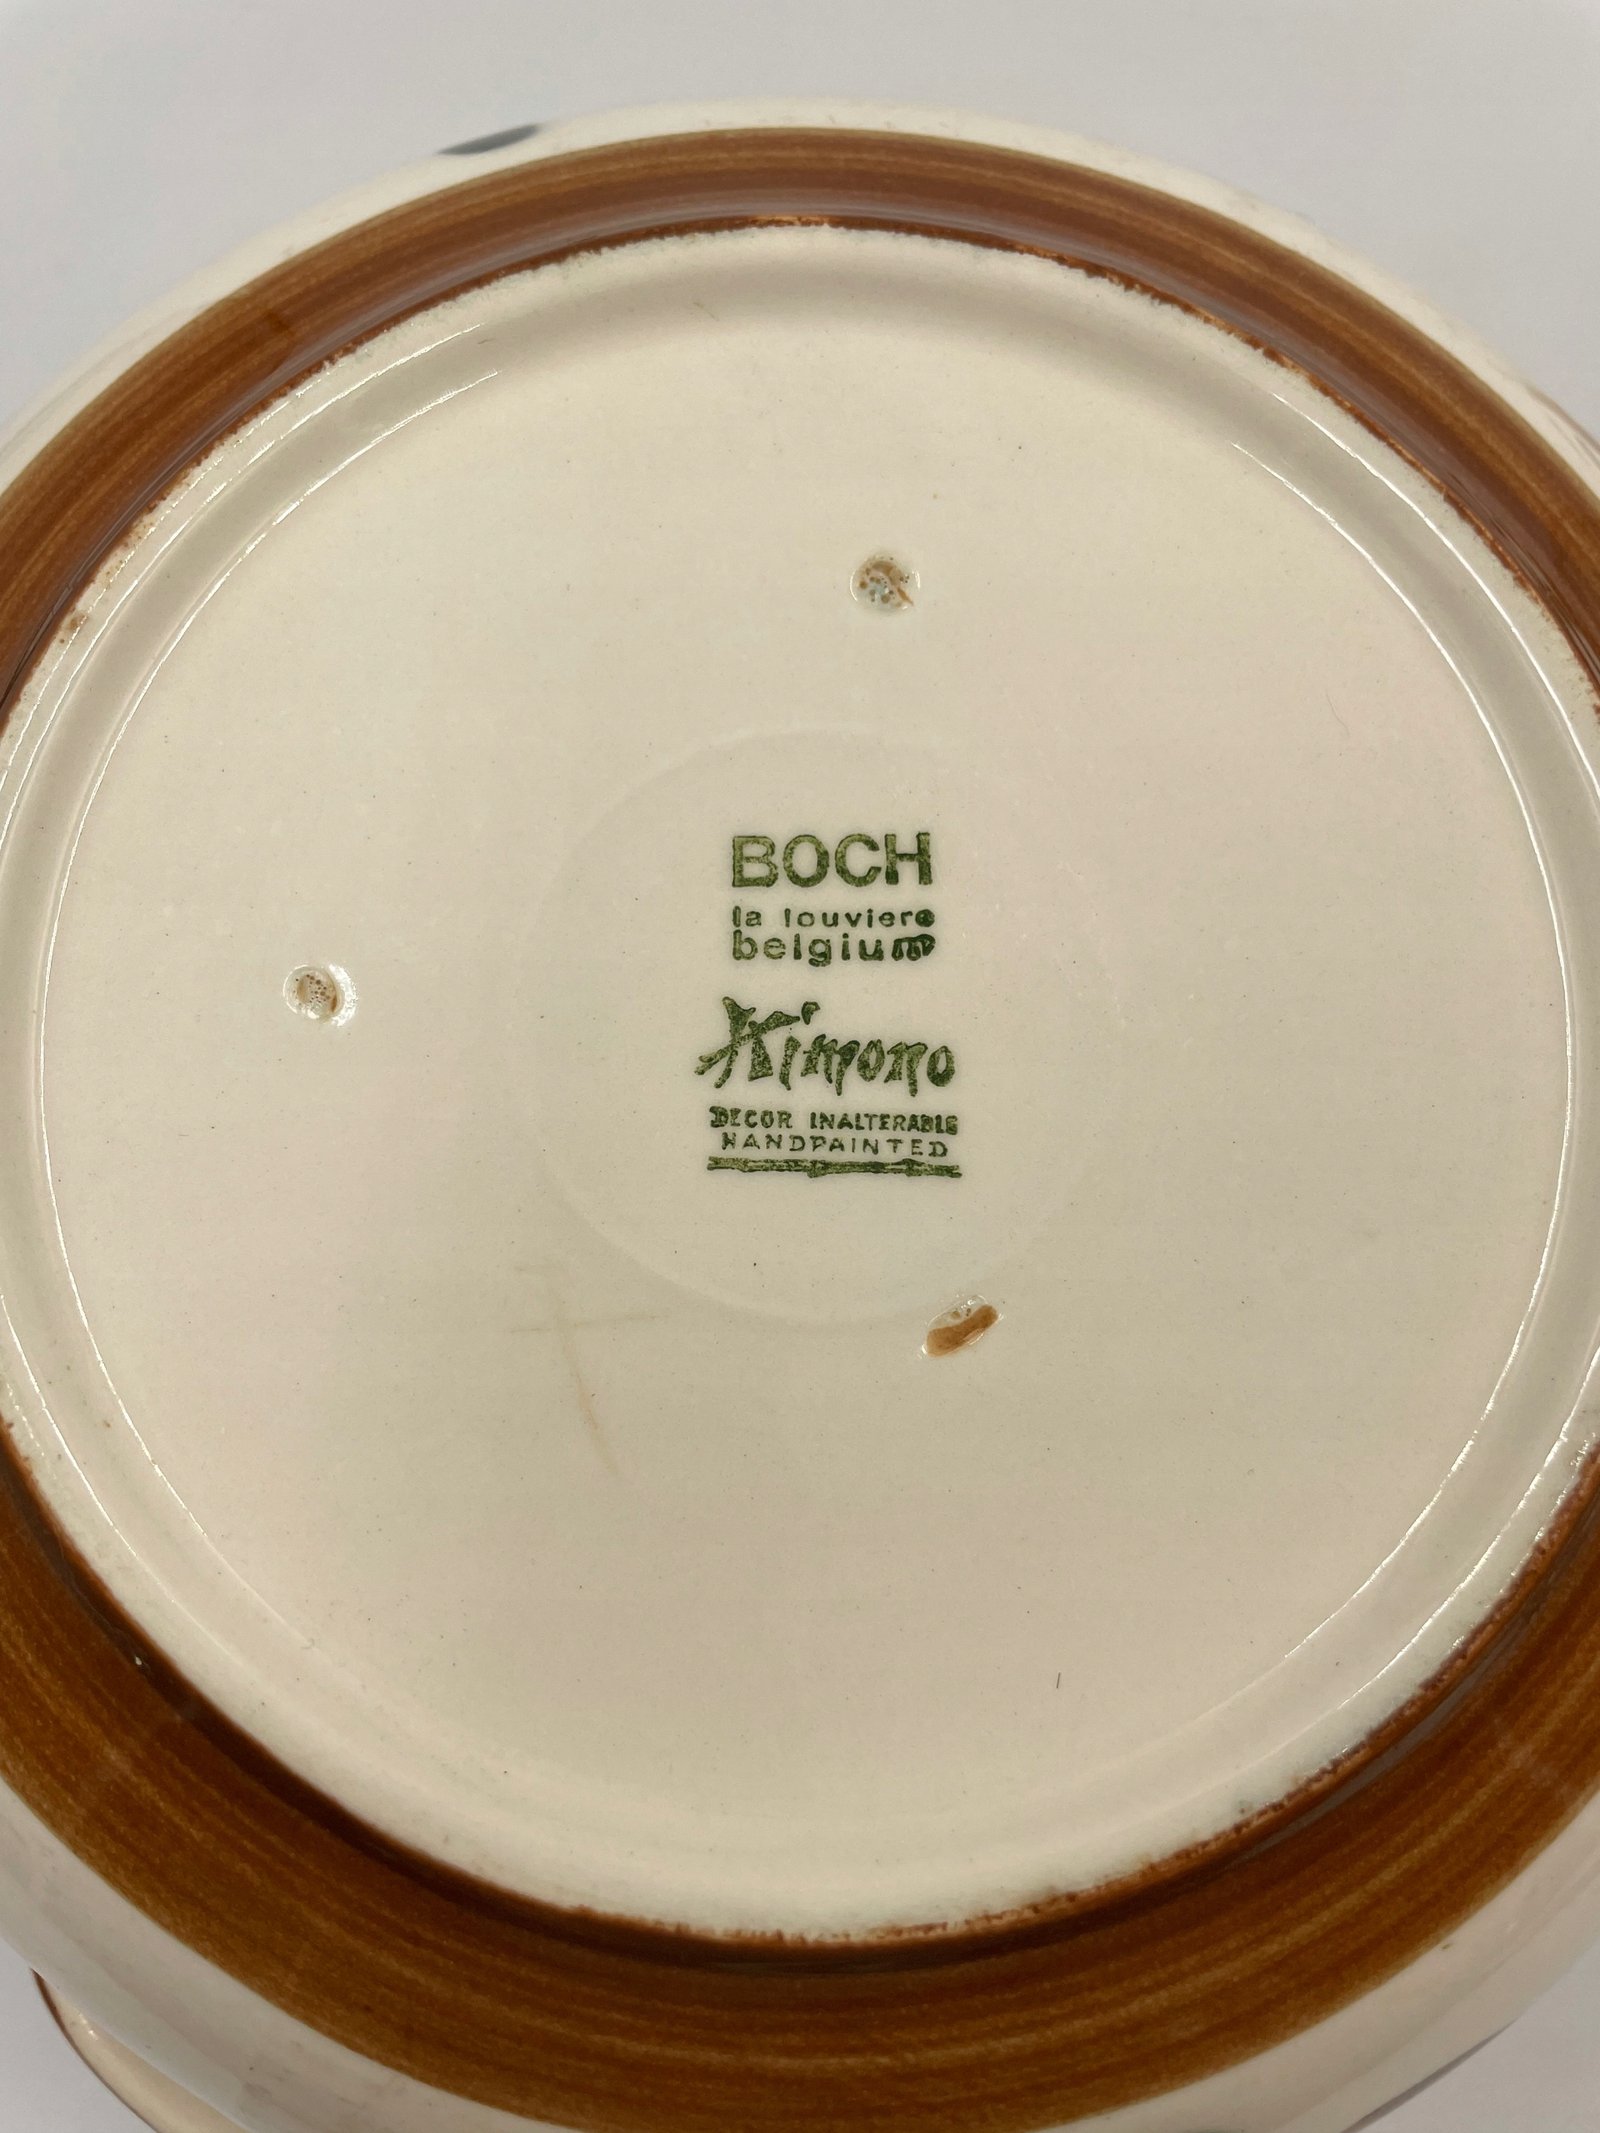 BOCH
la louviere
belgium
Kimono
DECOR INALTERABLE
HANDPAINTED